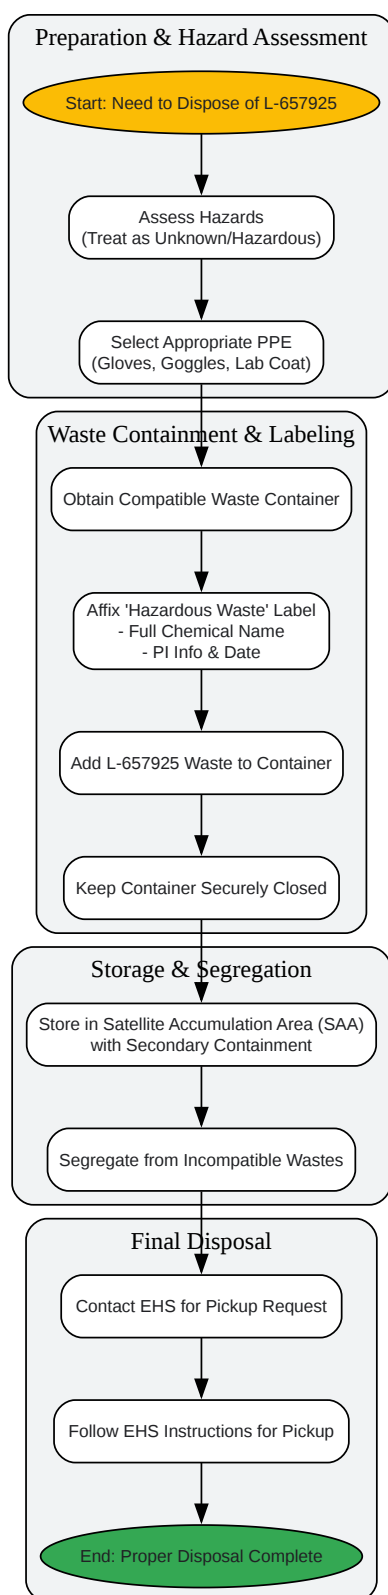 Preparation & Hazard Assessment
Start: Need to Dispose of L-657925
Assess Hazards
(Treat as Unknown/Hazardous)
Select Appropriate PPE
(Gloves, Goggles, Lab Coat)
Waste Containment & Labeling
Obtain Compatible Waste Container
Affix 'Hazardous Waste' Label
- Full Chemical Name
- PI Info & Date
Add L-657925 Waste to Container
Keep Container Securely Closed
Storage & Segregation
Store in Satellite Accumulation Area (SAA)
with Secondary Containment
Segregate from Incompatible Wastes
Final Disposal
Contact EHS for Pickup Request
Follow EHS Instructions for Pickup
End: Proper Disposal Complete